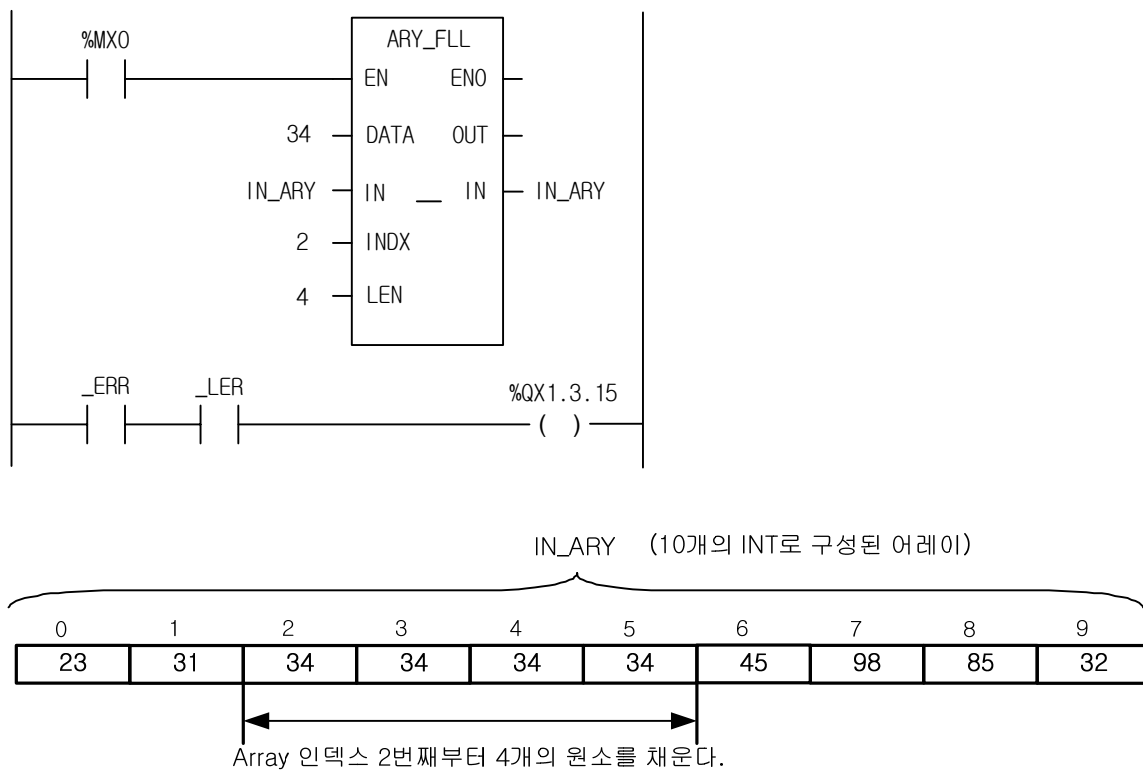 %MX0
ARY_FLL
EN ENO
34 DATA OUT
IN_ARY IN __ IN IN_ARY
2 INDX
4 LEN
_ERR _LER %QX1.3.15
( )
IN_ARY (10개의 INT로 구성된 어레이)
0 1 2 3 4 5 6 7 8 9
23 31 34 34 34 34 45 98 85 32
Array 인덱스 2번째부터 4개의 원소를 채운다.